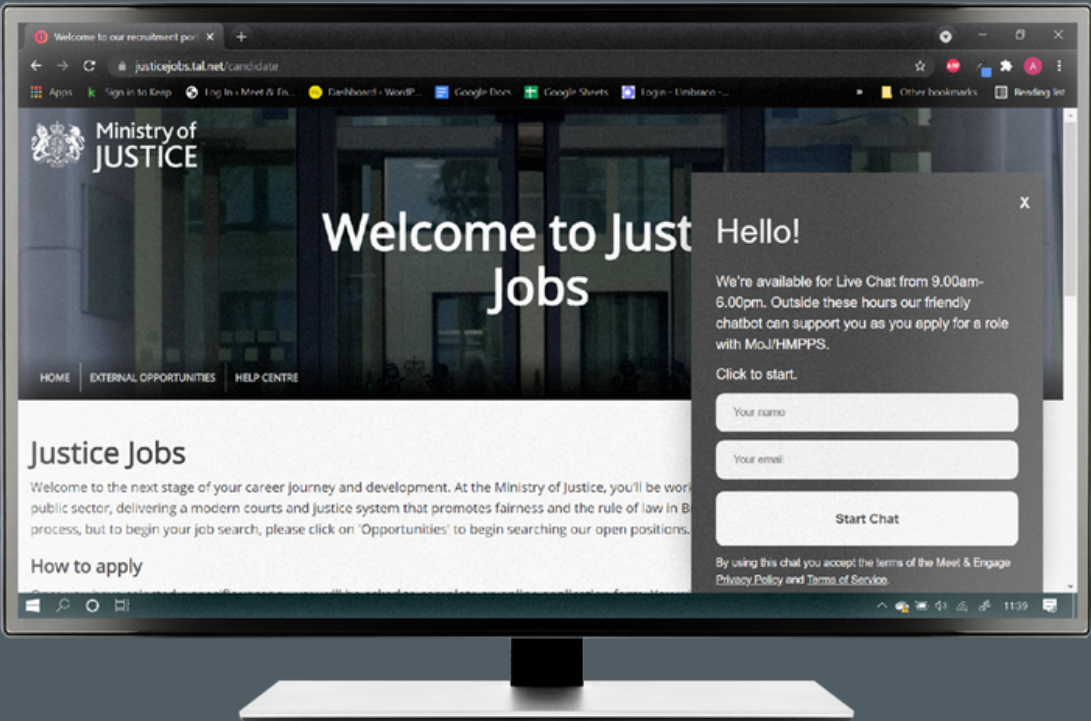 Welcome to our recruitment por
justicejobs.tal.net/candidate
Apps Sign in to Keep Log In ‹ Meet & En... Dashboard ‹ WordP... Google Docs Google Sheets Login - Umbraco -... » Other bookmarks Reading list
Ministry of
JUSTICE
Welcome to Just
Jobs
HOME EXTERNAL OPPORTUNITIES HELP CENTRE
Justice Jobs
Welcome to the next stage of your career journey and development. At the Ministry of Justice, you'll be work
public sector, delivering a modern courts and justice system that promotes fairness and the rule of law in B
process, but to begin your job search, please click on 'Opportunities' to begin searching our open positions.
How to apply
X
Hello!
We're available for Live Chat from 9.00am-
6.00pm. Outside these hours our friendly
chatbot can support you as you apply for a role
with MoJ/HMPPS.
Click to start.
Your name
Your email
Start Chat
By using this chat you accept the terms of the Meet & Engage
Privacy Policy and Terms of Service.
11:39